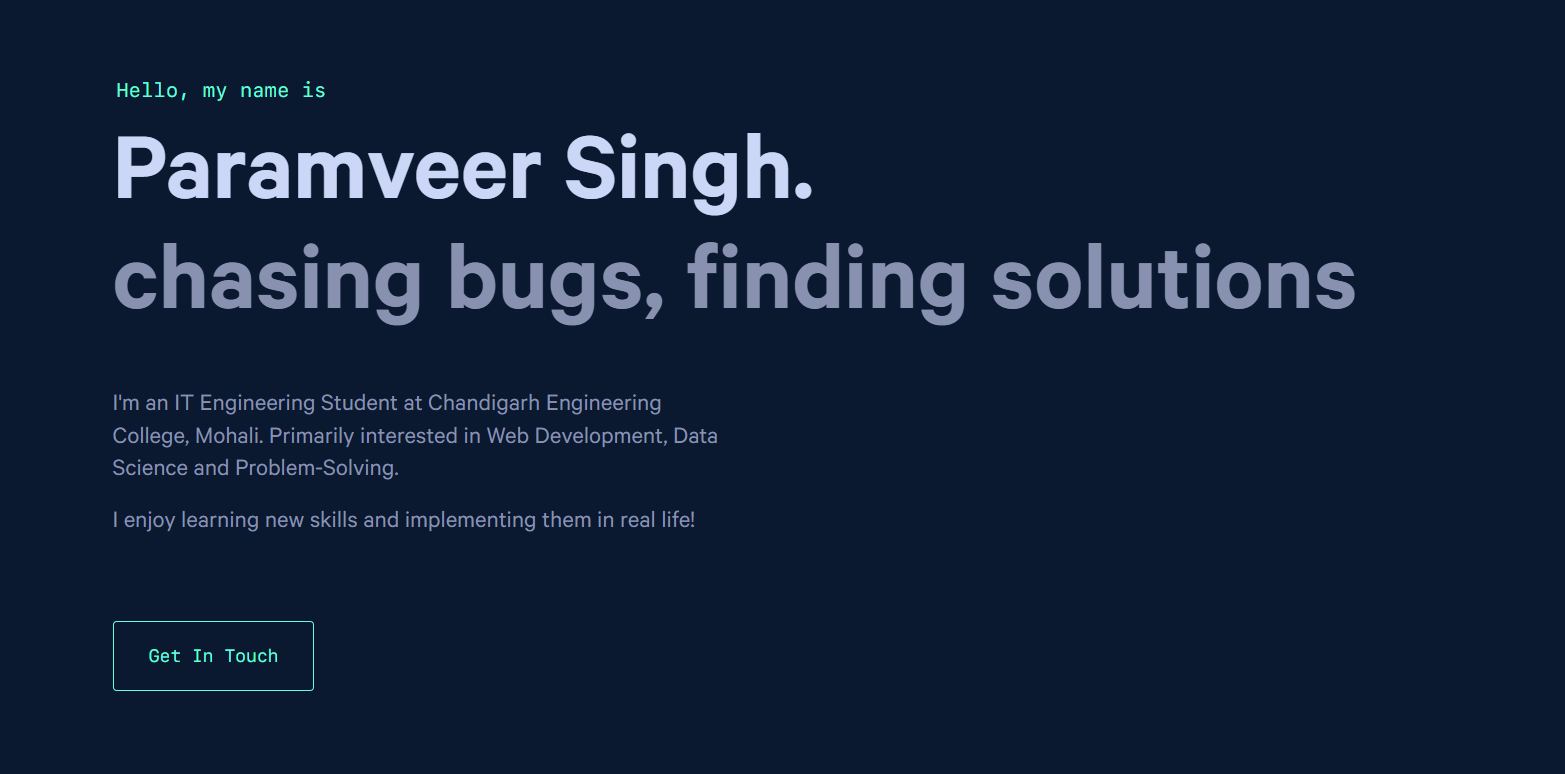 Hello, my name is
Paramveer Singh.
chasing bugs, finding solutions
I'm an IT Engineering Student at Chandigarh Engineering
College, Mohali. Primarily interested in Web Development, Data
Science and Problem-Solving.
I enjoy learning new skills and implementing them in real life!
Get In Touch